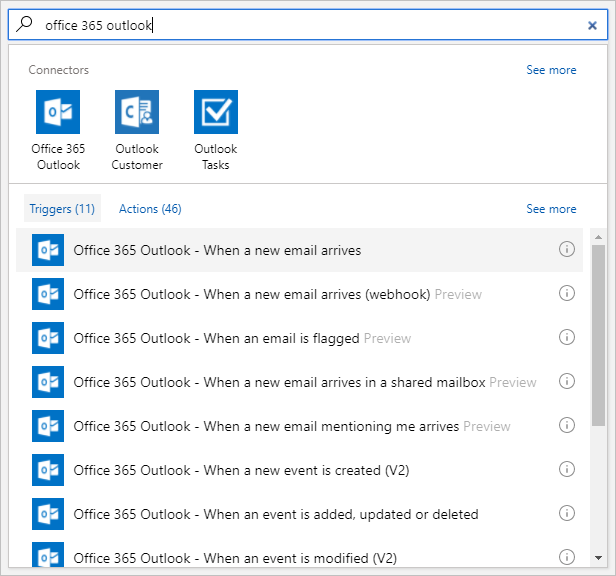 office 365 outlook
Connectors
See more
Office 365
Outlook
Outlook
Customer
Outlook
Tasks
Triggers (11)
Actions (46)
See more
Office 365 Outlook - When a new email arrives
Office 365 Outlook - When a new email arrives (webhook) Preview
Office 365 Outlook - When an email is flagged Preview
Office 365 Outlook - When a new email arrives in a shared mailbox Preview
Office 365 Outlook - When a new email mentioning me arrives Preview
Office 365 Outlook - When a new event is created (V2)
Office 365 Outlook - When an event is added, updated or deleted
Office 365 Outlook - When an event is modified (V2)